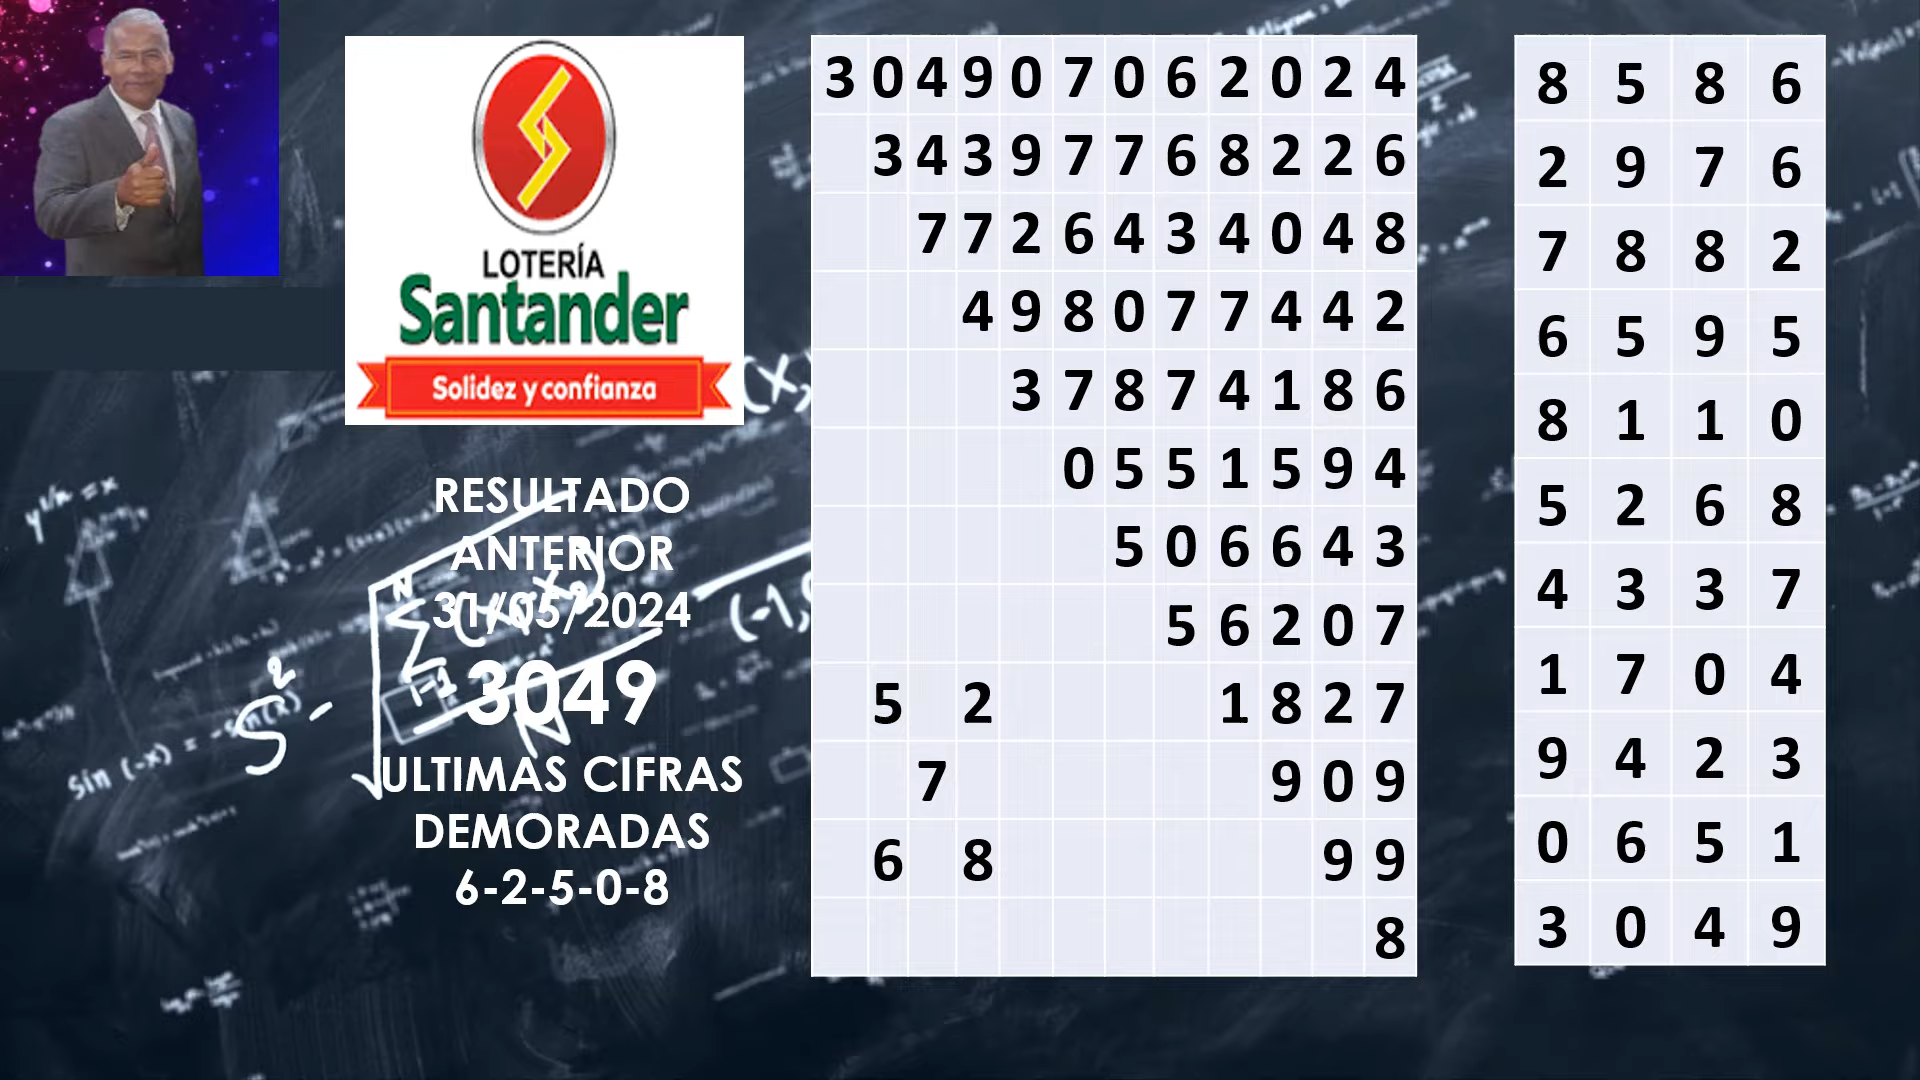 LOTERÍA
Santander
Solidez y confianza
RESULTADO
ANTERIOR
31/05/2024
3049
ULTIMAS CIFRAS
DEMORADAS
6-2-5-0-8
3 0 4 9 0 7 0 6 2 0 2 4
3 4 3 9 7 7 6 8 2 2 6
7 7 2 6 4 3 4 0 4 8
4 9 8 0 7 7 4 4 2
3 7 8 7 4 1 8 6
0 5 5 1 5 9 4
5 0 6 6 4 3
5 6 2 0 7
5 2 1 8 2 7
7 9 0 9
6 8 9 9
8
8 5 8 6
2 9 7 6
7 8 8 2
6 5 9 5
8 1 1 0
5 2 6 8
4 3 3 7
1 7 0 4
9 4 2 3
0 6 5 1
3 0 4 9